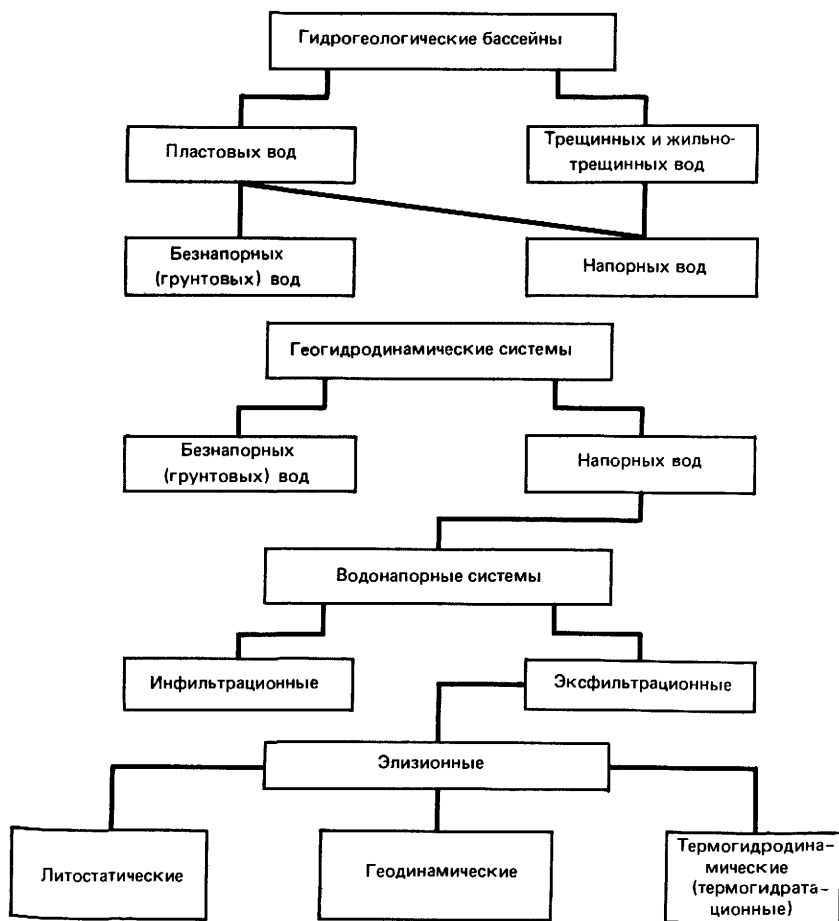 Гидрогеологические бассейны
Пластовых вод
Трещинных и жильно-
трещинных вод
Безнапорных
(грунтовых) вод
Напорных вод
Геогидродинамические системы
Безнапорных
(грунтовых) вод
Напорных вод
Водонапорные системы
Инфильтрационные
Эксфильтрационные
Элизионные
Литостатические
Геодинамические
Термогидродина-
мические
(термогидрата-
ционные)